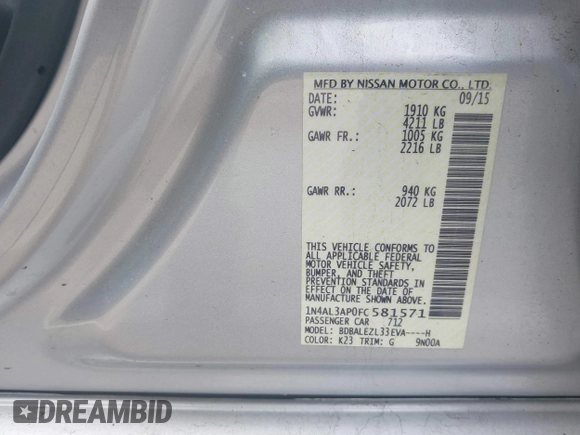 MFD BY NISSAN MOTOR CO., LTD.
DATE: 09/15
GVWR: 1910 KG
4211 LB
GAWR FR.: 1005 KG
2216 LB
GAWR RR.: 940 KG
2072 LB
THIS VEHICLE CONFORMS TO
ALL APPLICABLE FEDERAL
MOTOR VEHICLE SAFETY,
BUMPER, AND THEFT
PREVENTION STANDARDS IN
EFFECT ON THE DATE OF
MANUFACTURE SHOWN ABOVE.
1N4AL3AP0FC581571
PASSENGER CAR 712
MODEL: BDBALEZL33EVA----H
COLOR: K23 TRIM: G 9N00A
DREAMBID